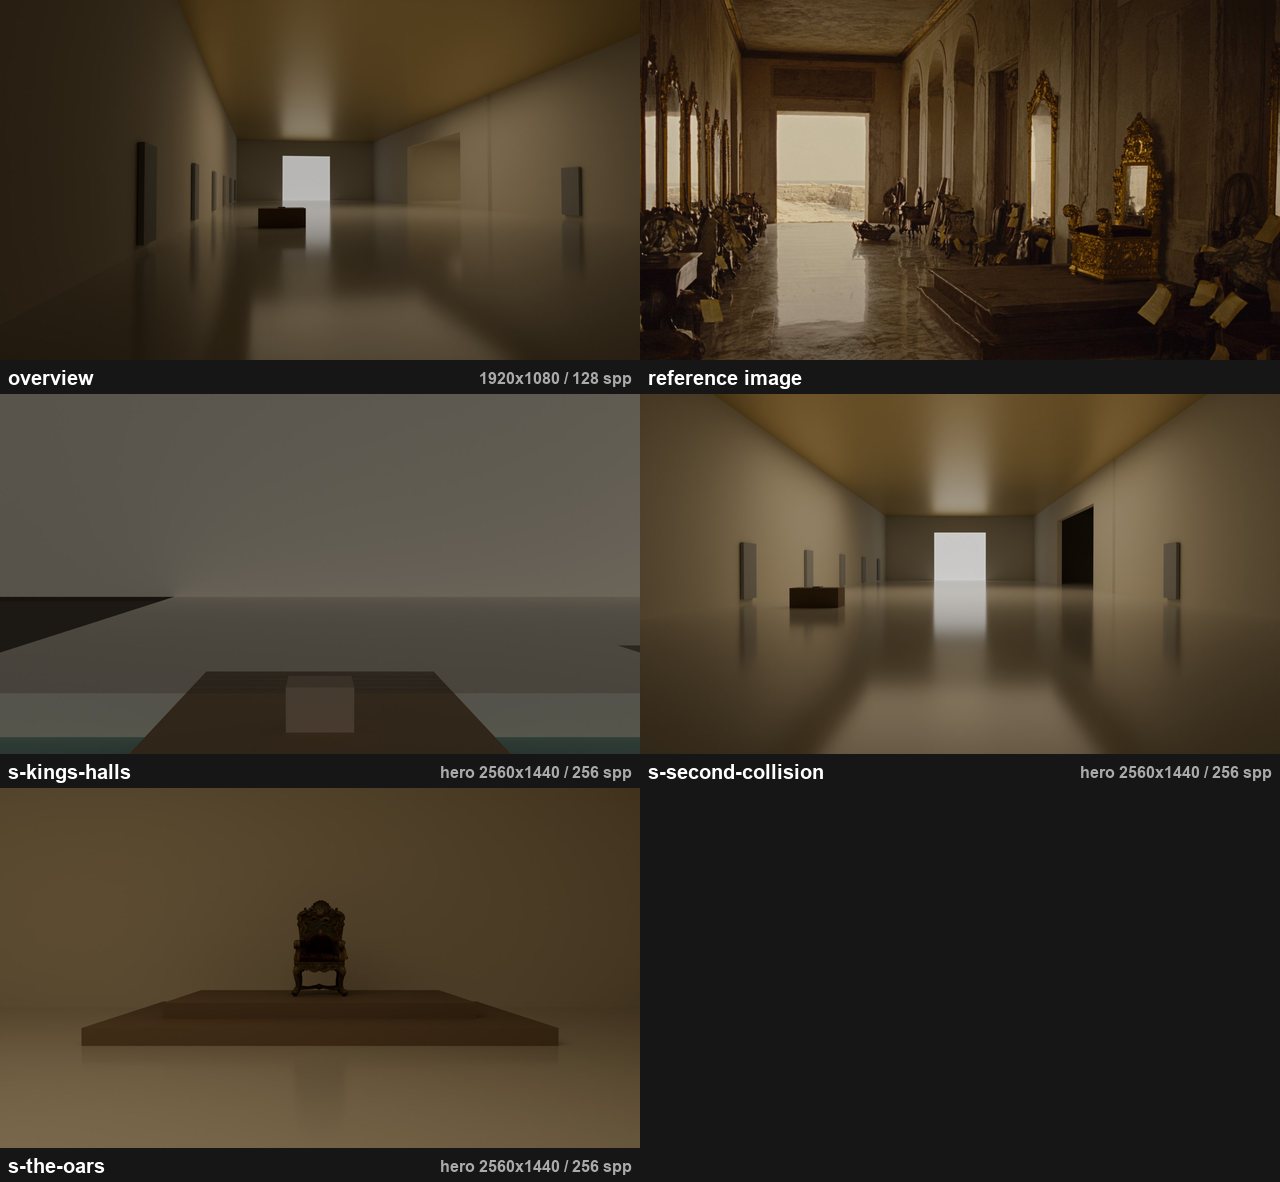 overview
1920x1080 / 128 spp
reference image
s-kings-halls
hero 2560x1440 / 256 spp
s-second-collision
hero 2560x1440 / 256 spp
s-the-oars
hero 2560x1440 / 256 spp